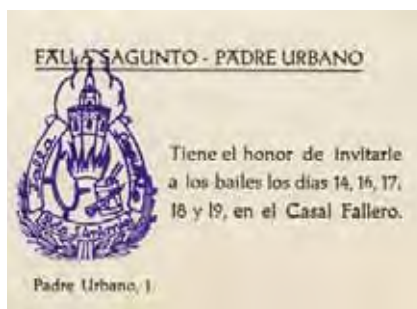 FALLA SAGUNTO - PADRE URBANO
Falla
Tiene el honor de invitarle
a los bailes los días 14, 16, 17,
18 y 19, en el Casal Fallero.
Padre Urbano, 1